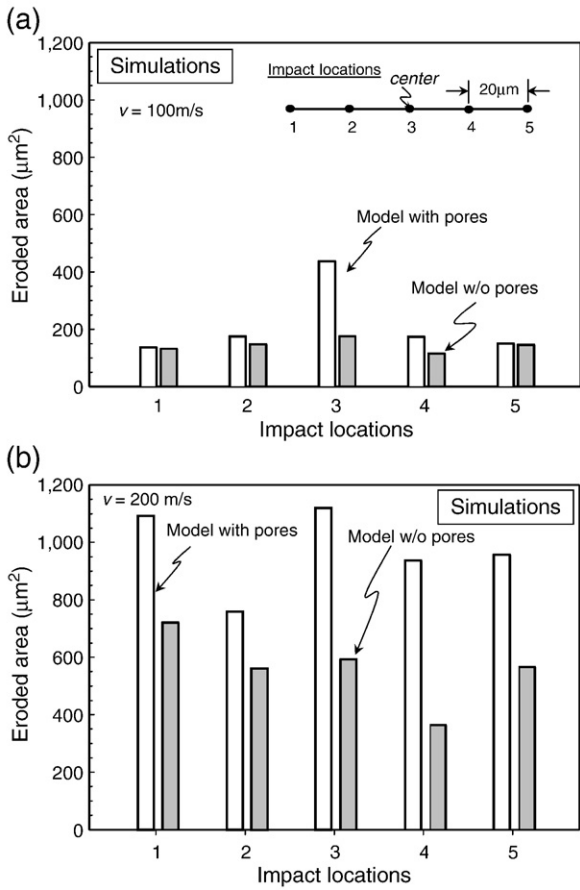 (a)
1,200
1,000
800
600
400
200
0
Eroded area (μm²)
Simulations
v = 100m/s
Impact locations
center
20μm
1 2 3 4 5
Model with pores
Model w/o pores
1 2 3 4 5
Impact locations
(b)
1,200
1,000
800
600
400
200
0
Eroded area (μm²)
v = 200 m/s
Simulations
Model with pores
Model w/o pores
1 2 3 4 5
Impact locations